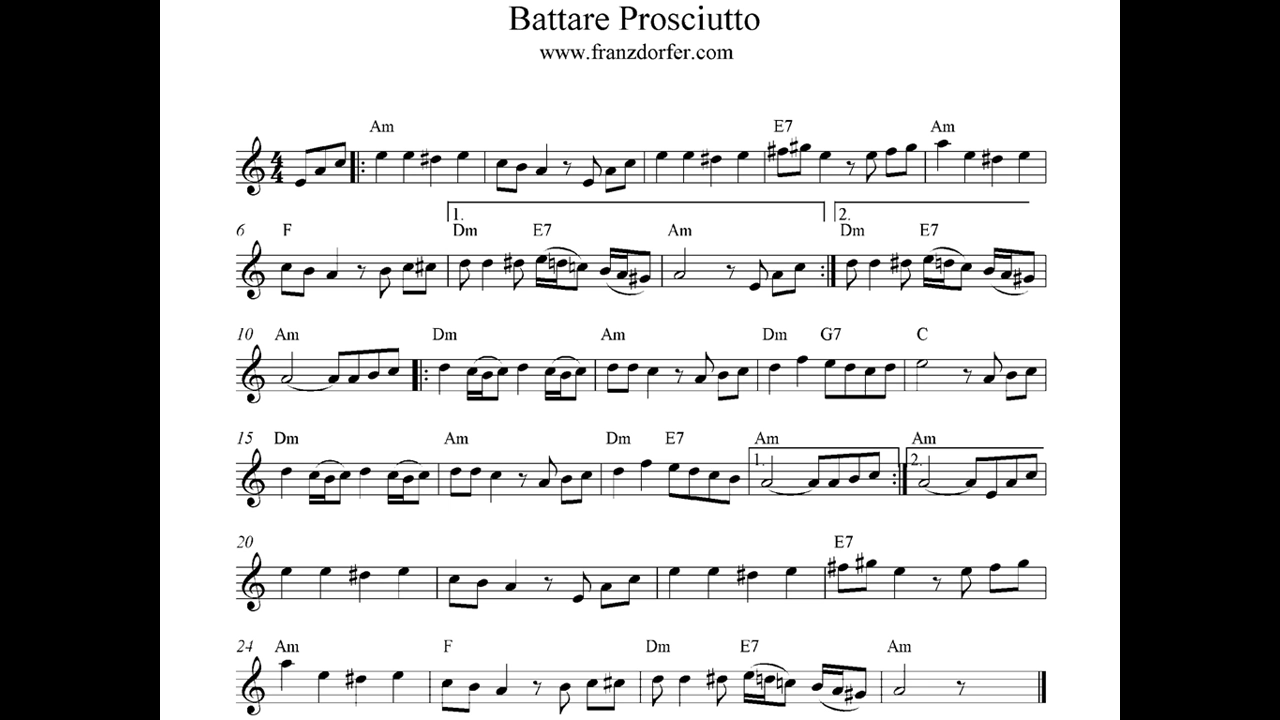 Battare Prosciutto
www.franzdorfer.com
Am E7 Am
4
4
6 F 1. Dm E7 Am 2. Dm E7
10 Am Dm Am Dm G7 C
15 Dm Am Dm E7 1. Am 2. Am
20 E7
24 Am F Dm E7 Am